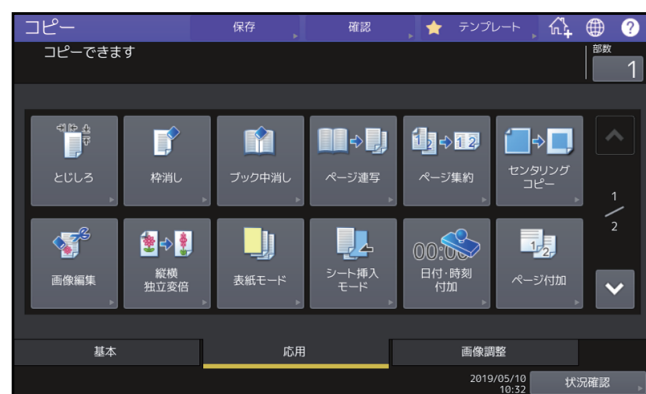 コピー
保存
確認
テンプレート
?
コピーできます
部数
1
とじしろ
枠消し
ブック中消し
ページ連写
ページ集約
センタリング
コピー
1
2
画像編集
縦横
独立変倍
表紙モード
シート挿入
モード
00:00
日付・時刻
付加
ページ付加
基本
応用
画像調整
2019/05/10
10:32
状況確認